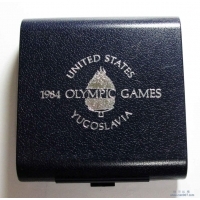 UNITED STATES
1984 OLYMPIC GAMES
YUGOSLAVIA